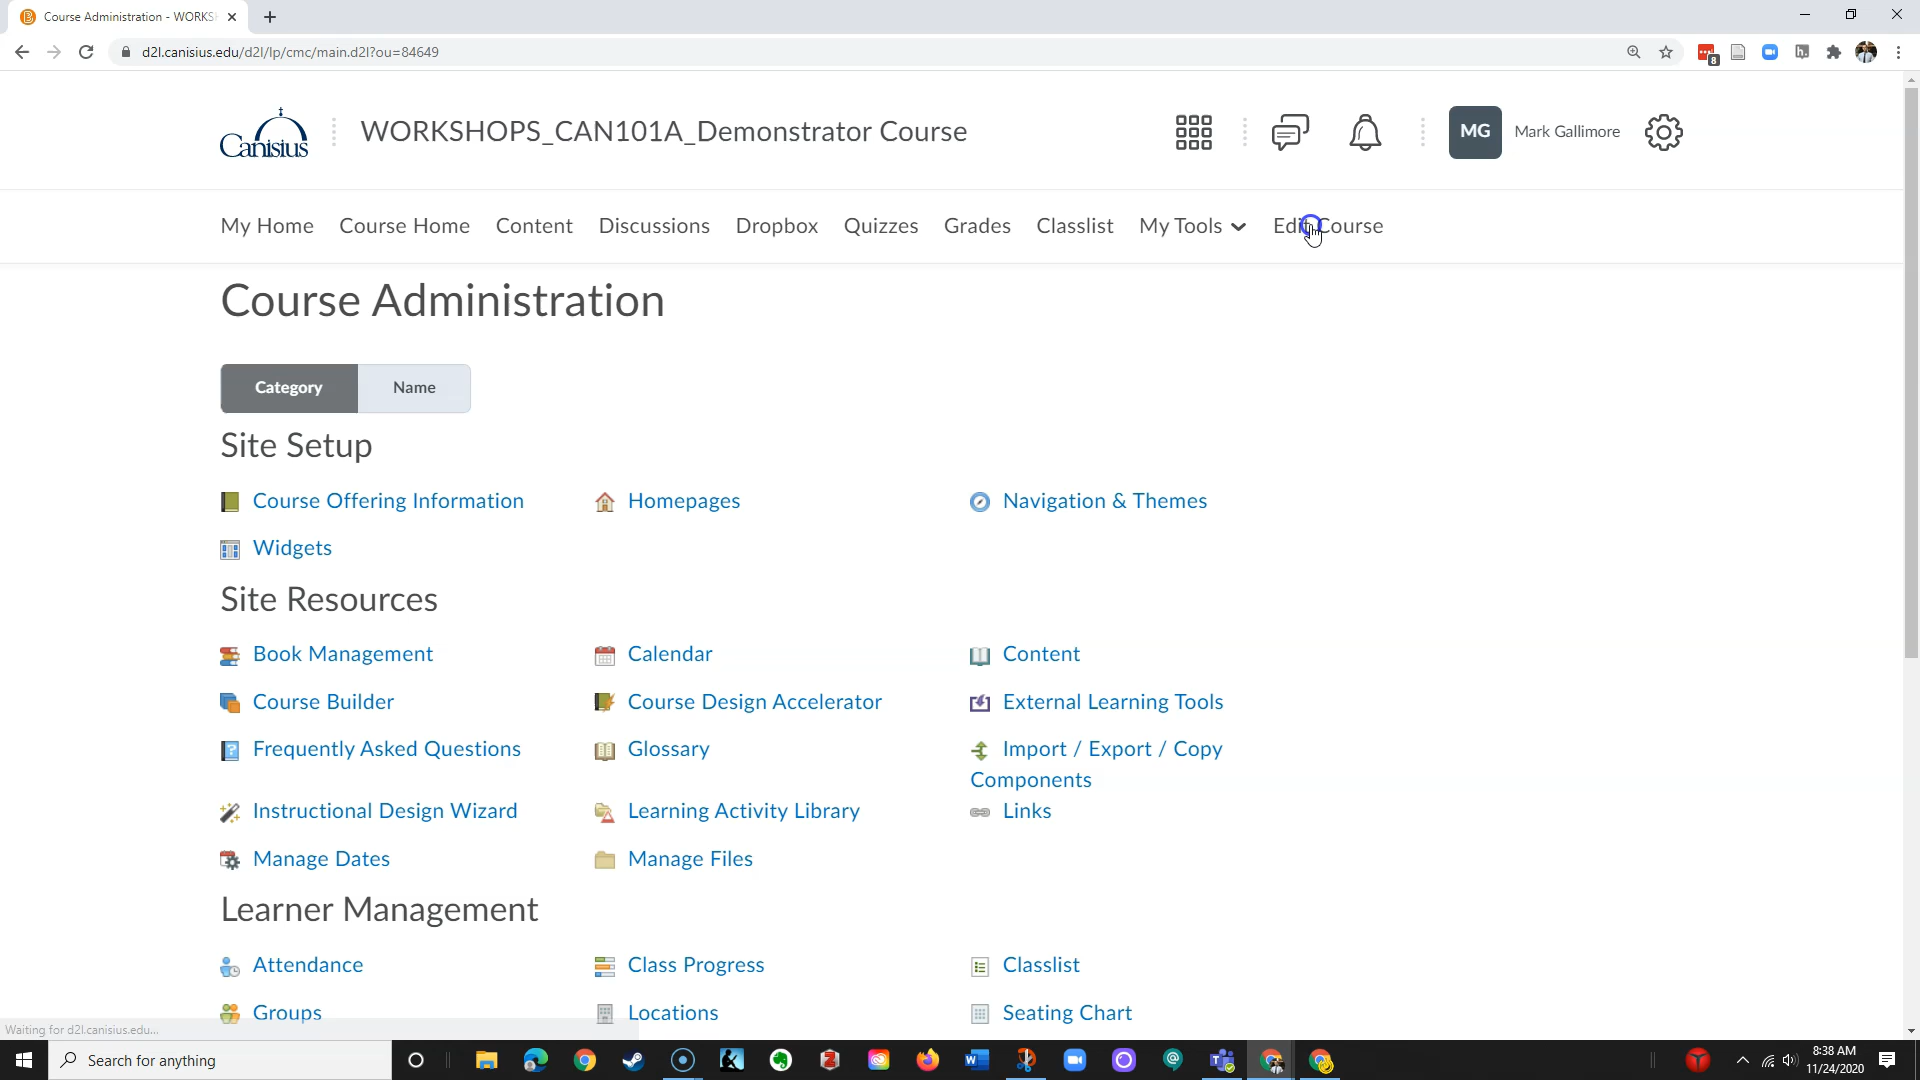 Course Administration - WORKS
d2l.canisius.edu/d2l/lp/cmc/main.d2l?ou=84649
8
Canisius
WORKSHOPS_CAN101A_Demonstrator Course
MG
Mark Gallimore
My Home
Course Home
Content
Discussions
Dropbox
Quizzes
Grades
Classlist
My Tools
Edit Course
Course Administration
Category
Name
Site Setup
Course Offering Information
Homepages
Navigation & Themes
Widgets
Site Resources
Book Management
Calendar
Content
Course Builder
Course Design Accelerator
External Learning Tools
Frequently Asked Questions
Glossary
Import / Export / Copy
Components
Instructional Design Wizard
Learning Activity Library
Links
Manage Dates
Manage Files
Learner Management
Attendance
Class Progress
Classlist
Groups
Locations
Seating Chart
Waiting for d2l.canisius.edu...
Search for anything
8:38 AM
11/24/2020